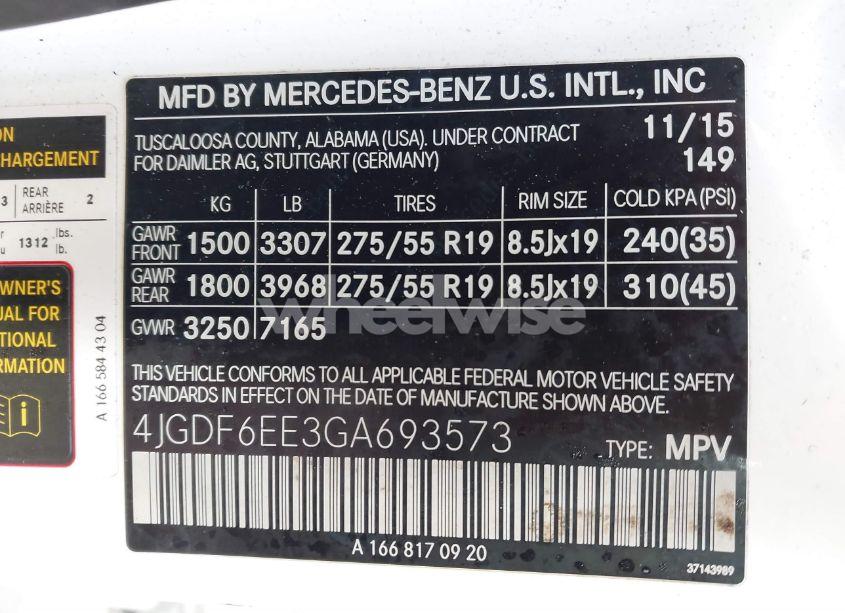 ON
CHARGEMENT
3 REAR ARRIÈRE 2
1312 lbs. lb.
OWNER'S
UAL FOR
TIONAL
ORMATION
A 166 584 43 04
MFD BY MERCEDES-BENZ U.S. INTL., INC
TUSCALOOSA COUNTY, ALABAMA (USA). UNDER CONTRACT 11/15
FOR DAIMLER AG, STUTTGART (GERMANY) 149
KG LB TIRES RIM SIZE COLD KPA(PSI)
GAWR FRONT 1500 3307 275/55 R19 8.5Jx19 240(35)
GAWR REAR 1800 3968 275/55 R19 8.5Jx19 310(45)
GVWR 3250 7165
wheelwise
THIS VEHICLE CONFORMS TO ALL APPLICABLE FEDERAL MOTOR VEHICLE SAFETY
STANDARDS IN EFFECT ON THE DATE OF MANUFACTURE SHOWN ABOVE.
4JGDF6EE3GA693573 TYPE: MPV
A 166 817 09 20
37143989